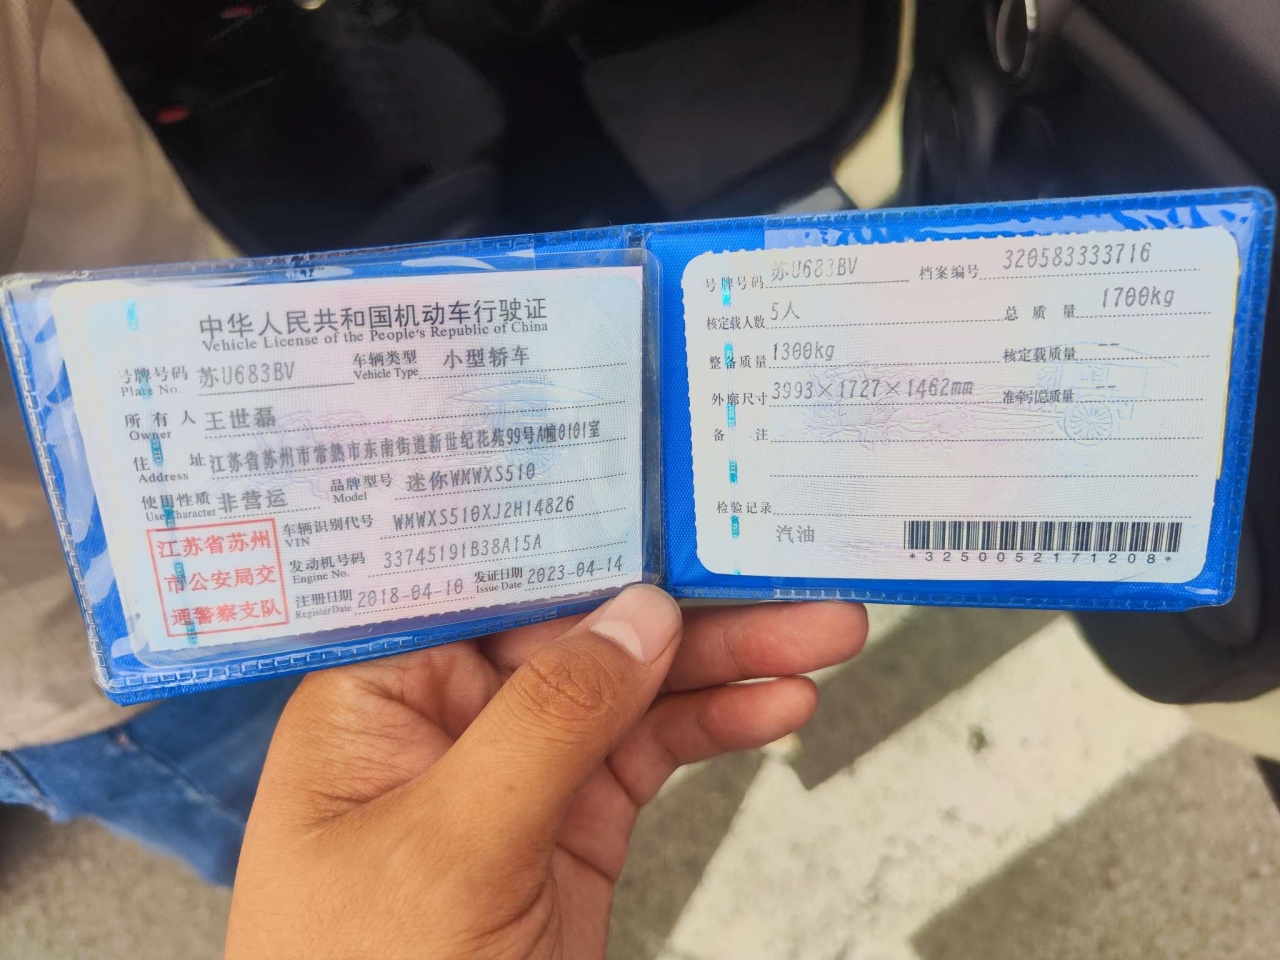 中华人民共和国机动车行驶证
Vehicle License of the People's Republic of China
号牌号码 苏U683BV 车辆类型 小型轿车
Plate No. Vehicle Type
所有人 王世磊
Owner
住址 江苏省苏州市常熟市东南街道新世纪花苑99号A幢0101室
Address
使用性质 非营运 品牌型号 迷你WMWXS510
Use Character Model
江苏省苏州市公安局交通警察支队
车辆识别代号 WMWXS510XJ2H14826
VIN
发动机号码 33745191B38A15A
Engine No.
注册日期 2018-04-10 发证日期 2023-04-14
Register Date Issue Date
号牌号码 苏U683BV 档案编号 320583333716
核定载人数 5人 总质量 1700kg
整备质量 1300kg 核定载质量 --
外廓尺寸 3993×1727×1462mm 准牵引总质量 --
备注
检验记录
汽油
*3250052171208*